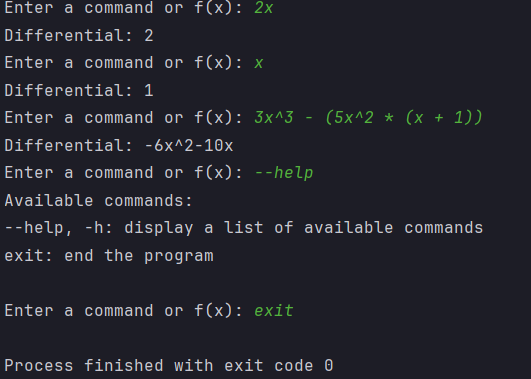 Enter a command or f(x): 2x
Differential: 2
Enter a command or f(x): x
Differential: 1
Enter a command or f(x): 3x^3 - (5x^2 * (x + 1))
Differential: -6x^2-10x
Enter a command or f(x): --help
Available commands:
--help, -h: display a list of available commands
exit: end the program
Enter a command or f(x): exit
Process finished with exit code 0